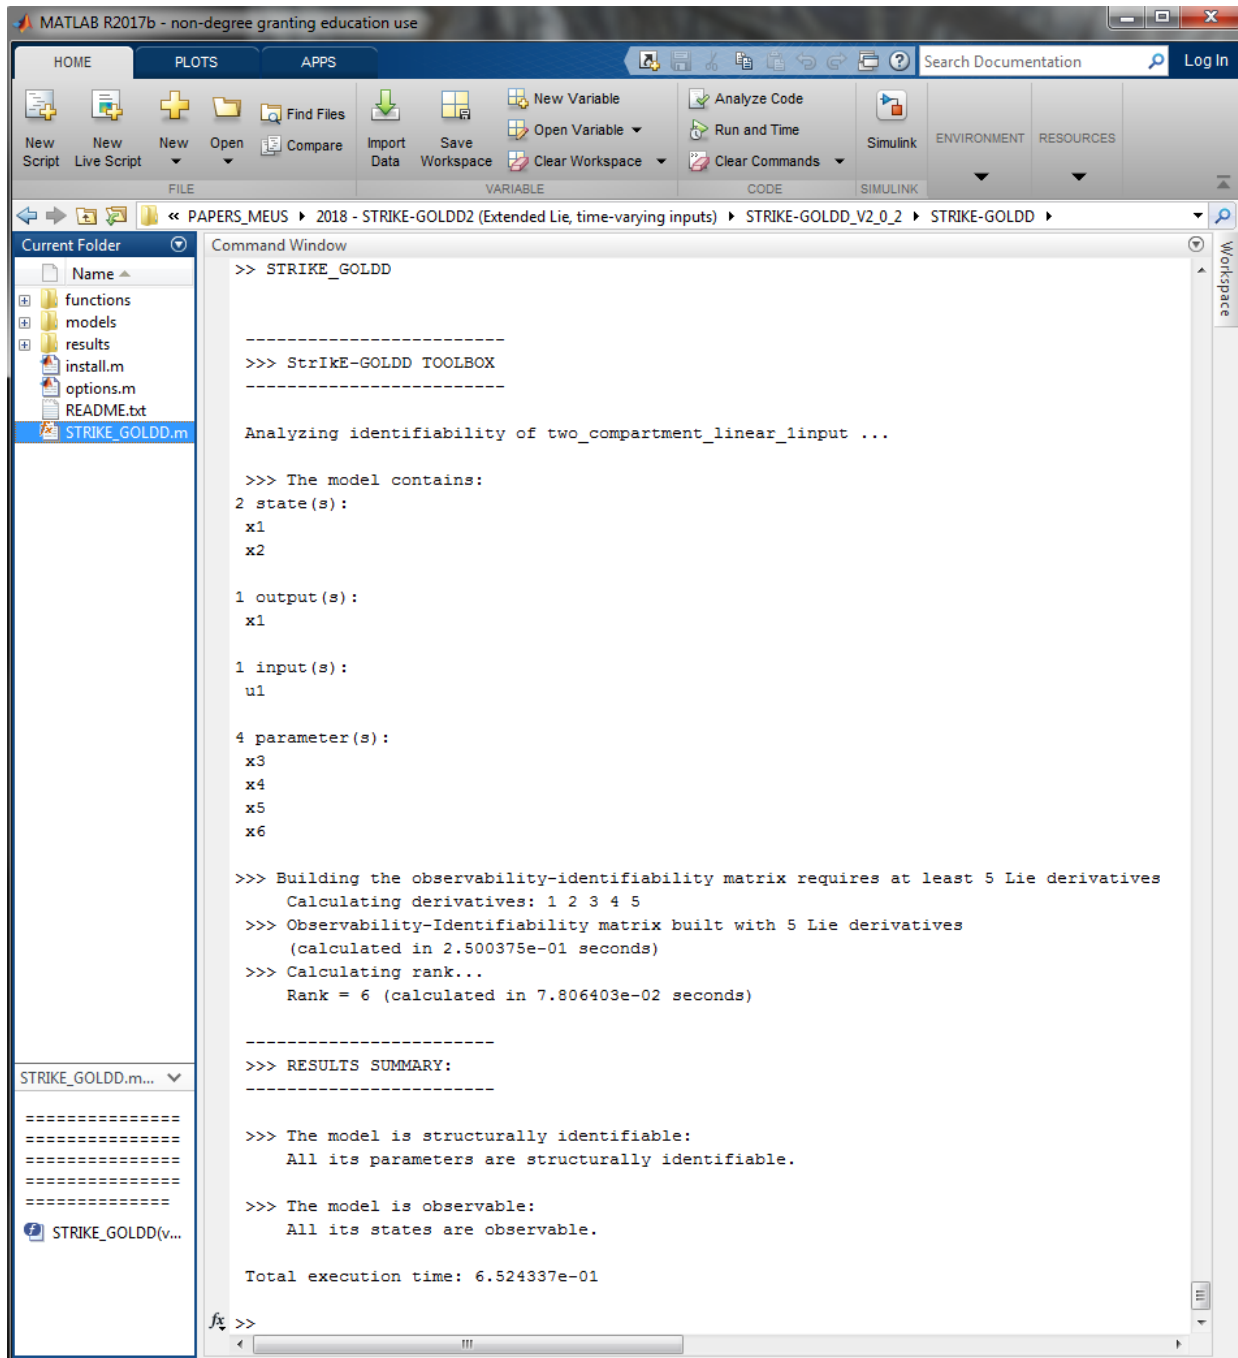 MATLAB R2017b - non-degree granting education use
HOME PLOTS APPS Search Documentation Log In
New Script
New Live Script
New
Open
Find Files
Compare
Import Data
Save Workspace
New Variable
Open Variable
Clear Workspace
Analyze Code
Run and Time
Clear Commands
Simulink
ENVIRONMENT
RESOURCES
FILE VARIABLE CODE SIMULINK
« PAPERS_MEUS ▸ 2018 - STRIKE-GOLDD2 (Extended Lie, time-varying inputs) ▸ STRIKE-GOLDD_V2_0_2 ▸ STRIKE-GOLDD ▸
Current Folder
Name
functions
models
results
install.m
options.m
README.txt
STRIKE_GOLDD.m
STRIKE_GOLDD.m...
===============
===============
===============
===============
==============
STRIKE_GOLDD(v...
Command Window
Workspace
>> STRIKE_GOLDD
-------------------------
>>> StrIkE-GOLDD TOOLBOX
-------------------------
Analyzing identifiability of two_compartment_linear_1input ...
>>> The model contains:
2 state(s):
x1
x2
1 output(s):
x1
1 input(s):
u1
4 parameter(s):
x3
x4
x5
x6
>>> Building the observability-identifiability matrix requires at least 5 Lie derivatives
Calculating derivatives: 1 2 3 4 5
>>> Observability-Identifiability matrix built with 5 Lie derivatives
(calculated in 2.500375e-01 seconds)
>>> Calculating rank...
Rank = 6 (calculated in 7.806403e-02 seconds)
------------------------
>>> RESULTS SUMMARY:
------------------------
>>> The model is structurally identifiable:
All its parameters are structurally identifiable.
>>> The model is observable:
All its states are observable.
Total execution time: 6.524337e-01
fx >>